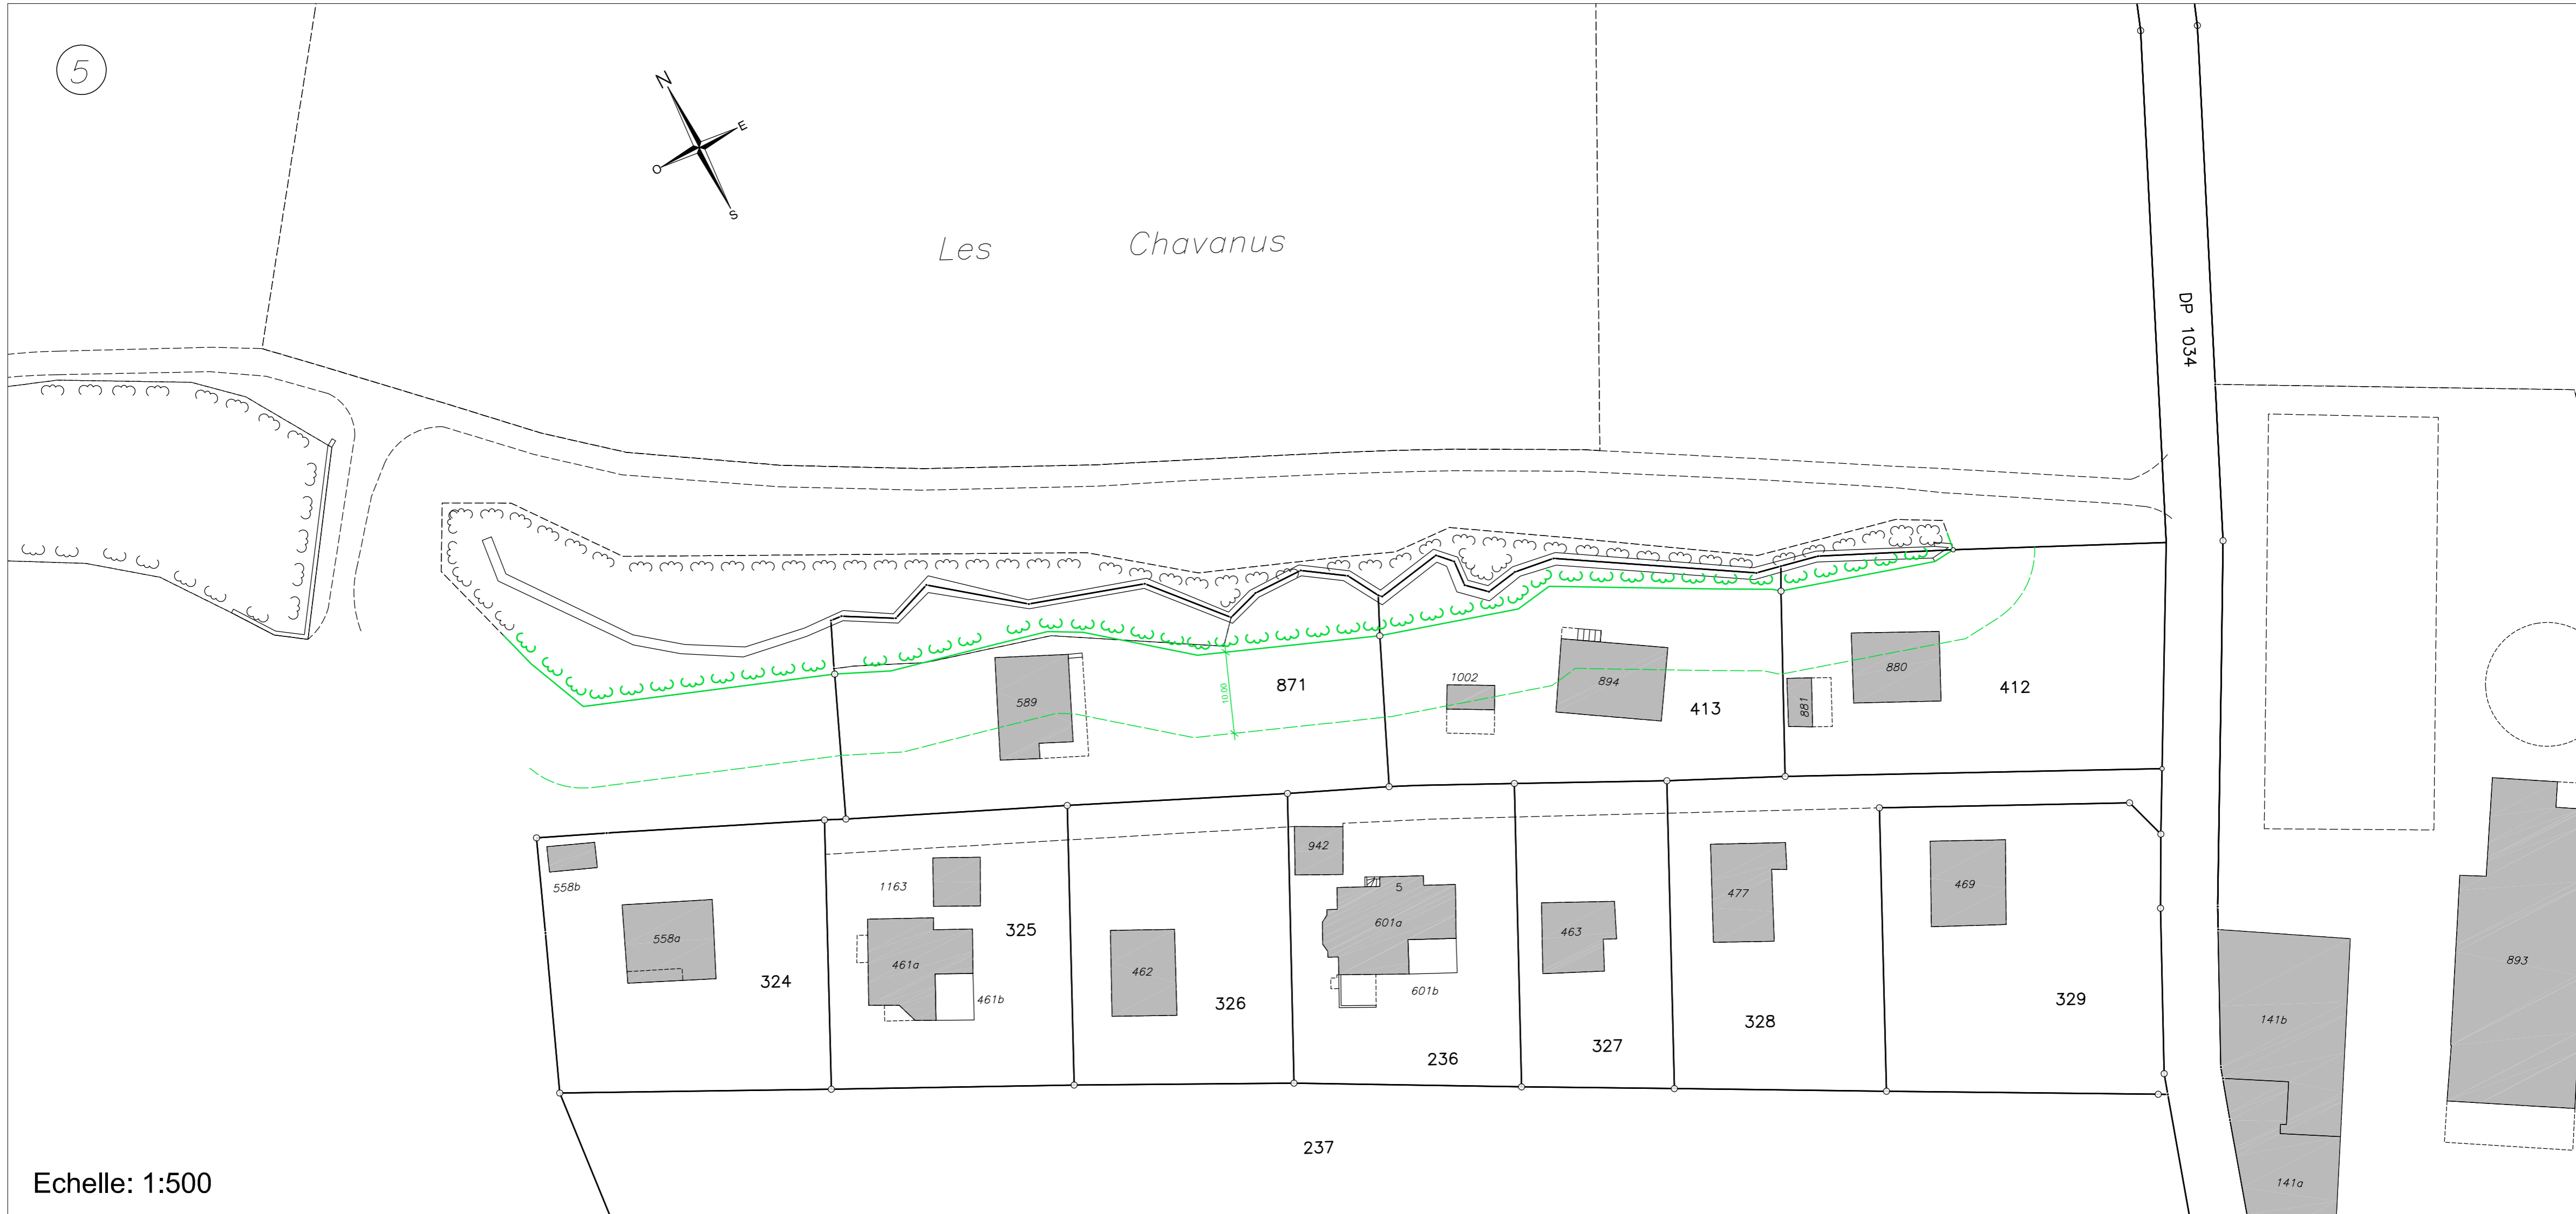 5
N
E
O
S
Les Chavanus
DP 1034
10.00
589
871
1002
894
413
881
880
412
558b
558a
324
1163
461a
461b
325
462
326
942
5
601a
601b
236
463
327
477
328
469
329
893
141b
141a
237
Echelle: 1:500